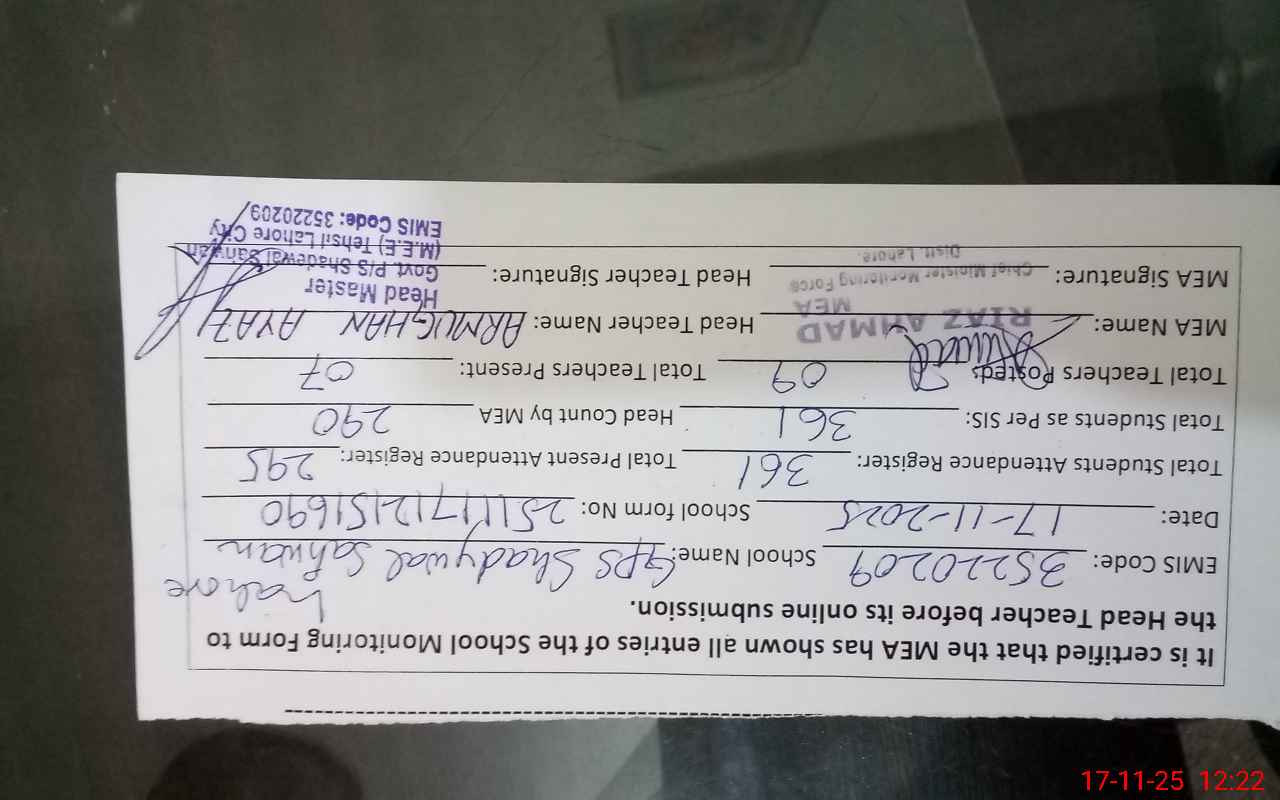 It is certified that the MEA has shown all entries of the School Monitoring Form to
the Head Teacher before its online submission.
Lahore
EMIS Code: 35220209 School Name: GPS Shadywal Sahwan
Date: 17-11-2025 School form No: 25111712151690
Total Students Attendance Register: 361 Total Present Attendant Register: 295
Total Students as Per SIS: 361 Head Count by MEA 290
Total Teachers Posted: 09 Total Teachers Present: 07
MEA Name: RIAZ AHMAD Head Teacher Name: ARMUGHAN AYAZ
MEA
MEA Signature: Chief Minister Monitoring Force Head Teacher Signature:
Distt. Lahore.
Head Master
Govt. P/S Shadewal Sanwan
(M.E.E) Tehsil Lahore City
EMIS Code: 35220209
17-11-25 12:22